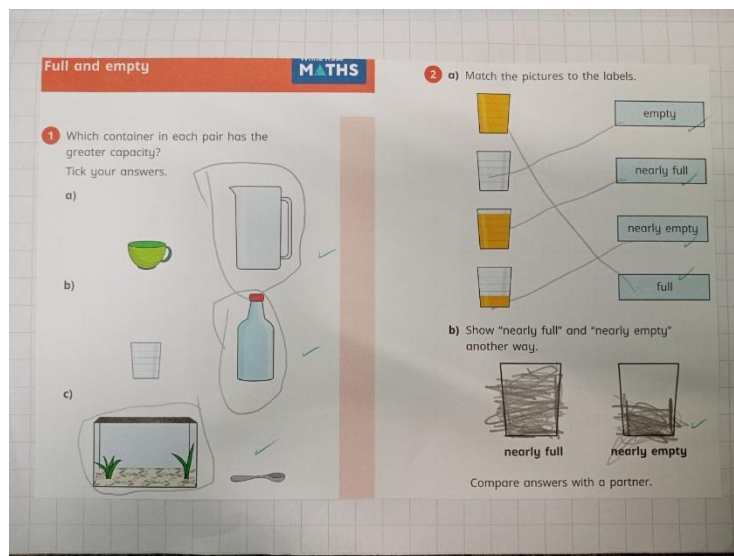 Full and empty
MATHS
1 Which container in each pair has the
greater capacity?
Tick your answers.
a)
b)
c)
2 a) Match the pictures to the labels.
empty
nearly full
nearly empty
full
b) Show "nearly full" and "nearly empty"
another way.
nearly full
nearly empty
Compare answers with a partner.